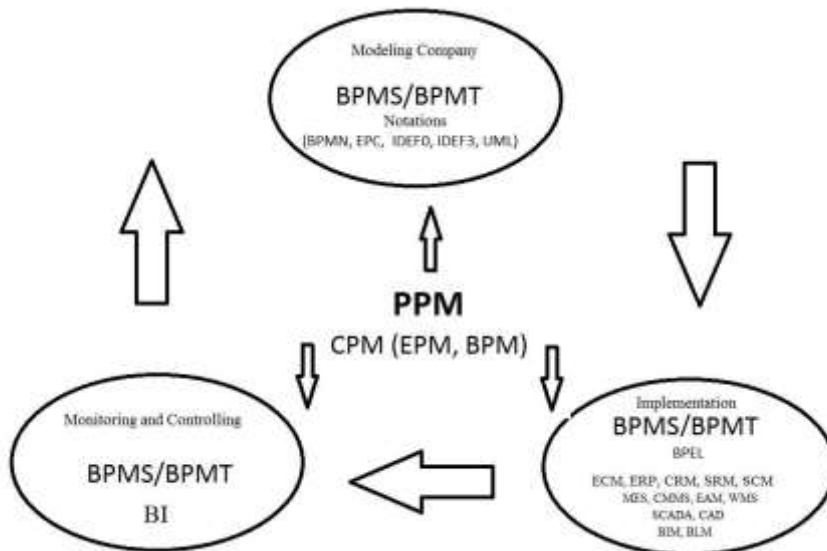 Modeling Company
BPMS/BPMT
Notations
(BPMN, EPC, IDEF0, IDEF3, UML)
PPM
CPM (EPM, BPM)
Monitoring and Controlling
BPMS/BPMT
BI
Implementation
BPMS/BPMT
BPEL
ECM, ERP, CRM, SRM, SCM
MES, CMMS, EAM, WMS
SCADA, CAD
BIM, BLM